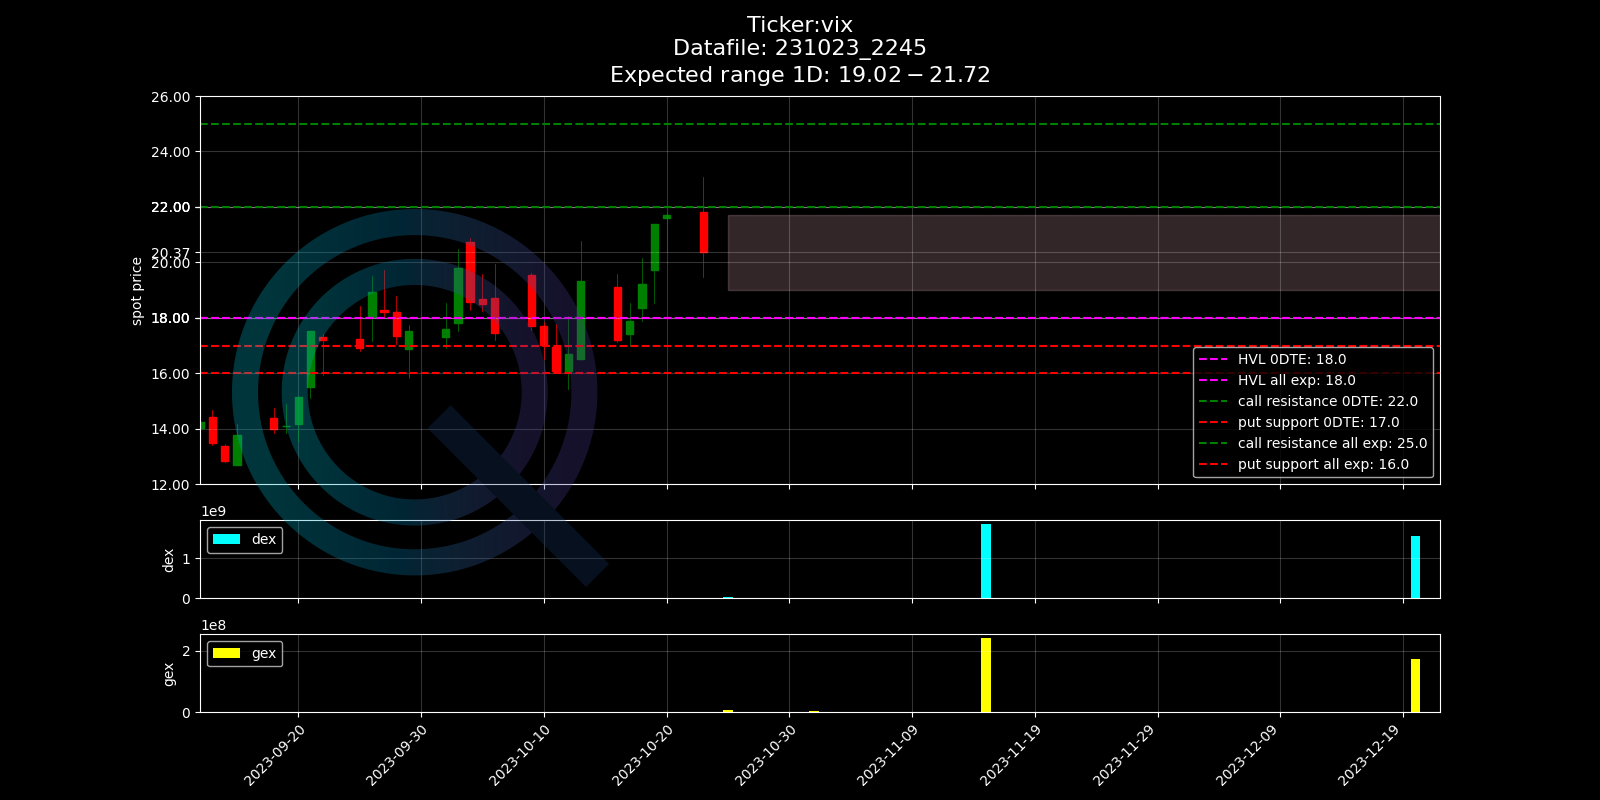 Ticker:vix
Datafile: 231023_2245
Expected range 1D: 19.02 − 21.72
26.00
24.00
22.00
20.37
20.00
18.00
16.00
14.00
12.00
spot price
HVL 0DTE: 18.0
HVL all exp: 18.0
call resistance 0DTE: 22.0
put support 0DTE: 17.0
call resistance all exp: 25.0
put support all exp: 16.0
1e9
dex
1
0
dex
1e8
gex
2
0
gex
2023-09-20
2023-09-30
2023-10-10
2023-10-20
2023-10-30
2023-11-09
2023-11-19
2023-11-29
2023-12-09
2023-12-19